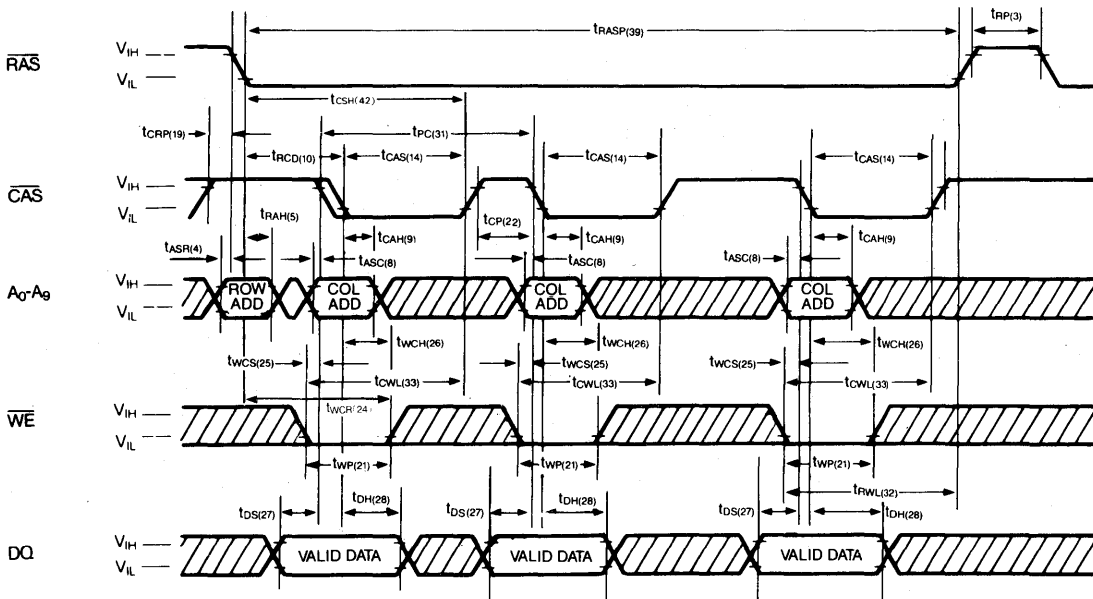 tRASP(39) tRP(3)
RAS VIH
VIL
tCSH(42)
tCRP(19) tPC(31)
tRCD(10) tCAS(14) tCAS(14) tCAS(14)
CAS VIH
VIL
tRAH(5) tCP(22)
tCAH(9) tCAH(9) tCAH(9)
tASR(4) tASC(8) tASC(8) tASC(8)
A0-A9 VIH
VIL
ROW ADD COL ADD COL ADD COL ADD
tWCH(26) tWCH(26) tWCH(26)
tWCS(25) tWCS(25) tWCS(25)
tCWL(33) tCWL(33) tCWL(33)
tWCR(24)
WE VIH
VIL
tWP(21) tWP(21) tWP(21)
tRWL(32)
tDS(27) tDH(28) tDS(27) tDH(28) tDS(27) tDH(28)
DQ VIH
VIL
VALID DATA VALID DATA VALID DATA